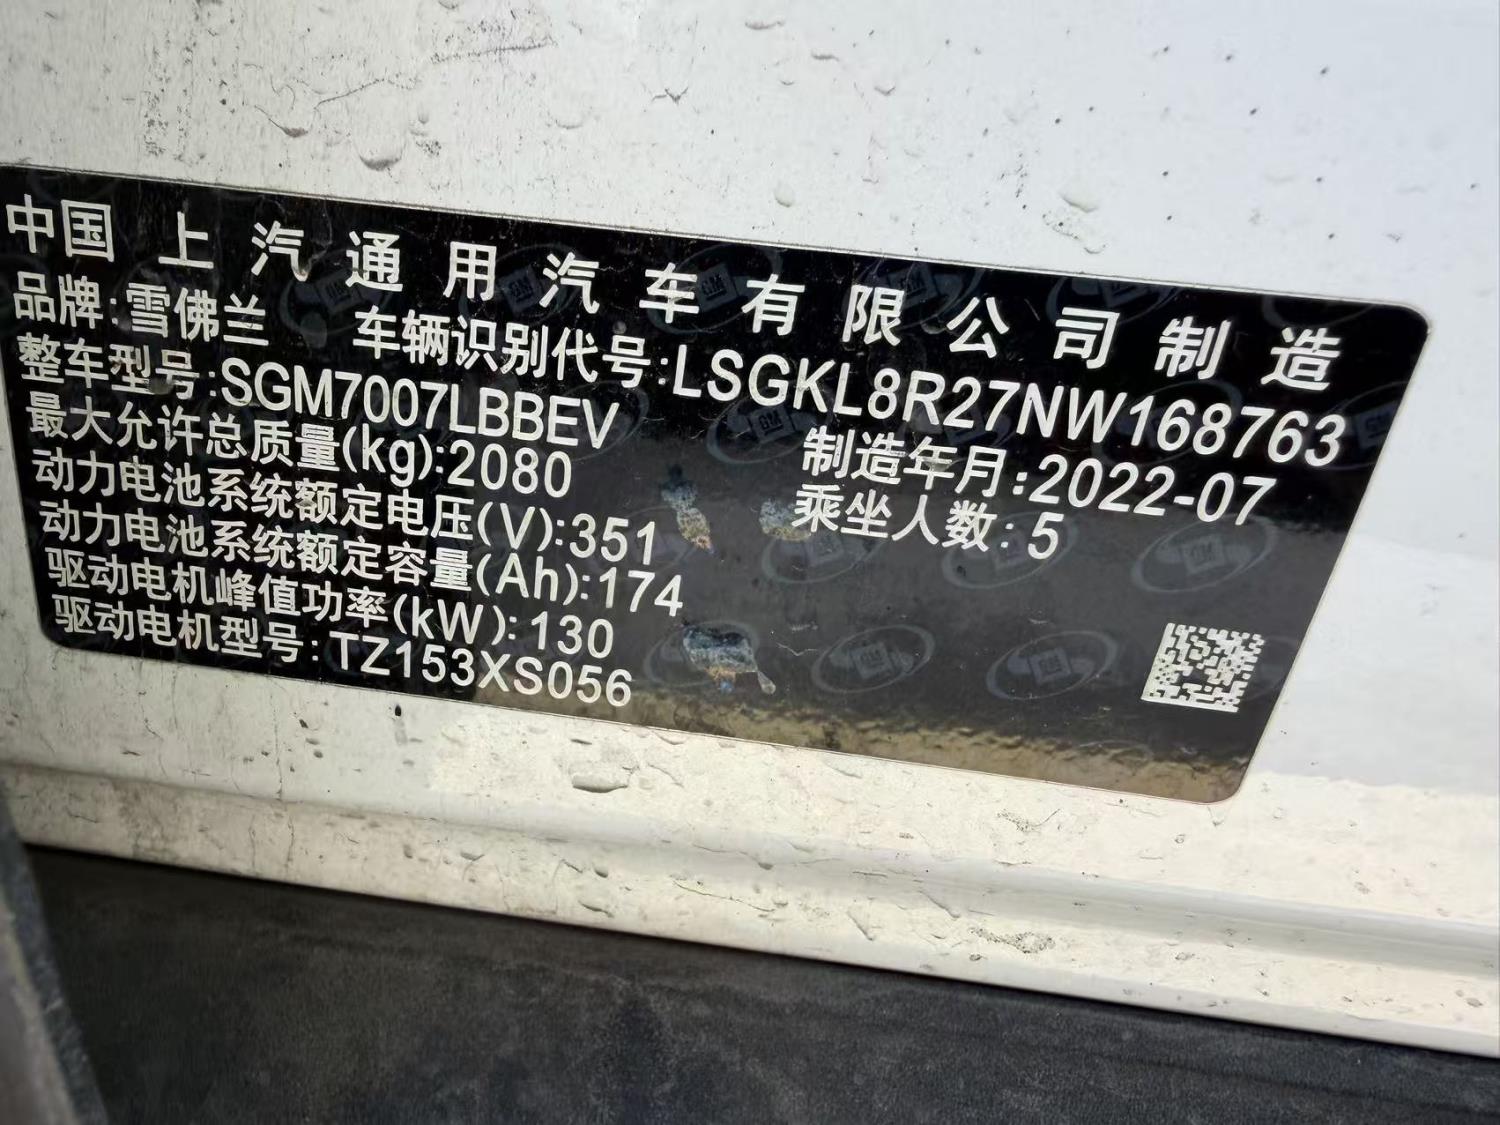 中国上汽通用汽车有限公司制造
品牌:雪佛兰 车辆识别代号:LSGKL8R27NW168763
整车型号:SGM7007LBBEV 制造年月:2022-07
最大允许总质量(kg):2080 乘坐人数:5
动力电池系统额定电压(V):351
动力电池系统额定容量(Ah):174
驱动电机峰值功率(kW):130
驱动电机型号:TZ153XS056